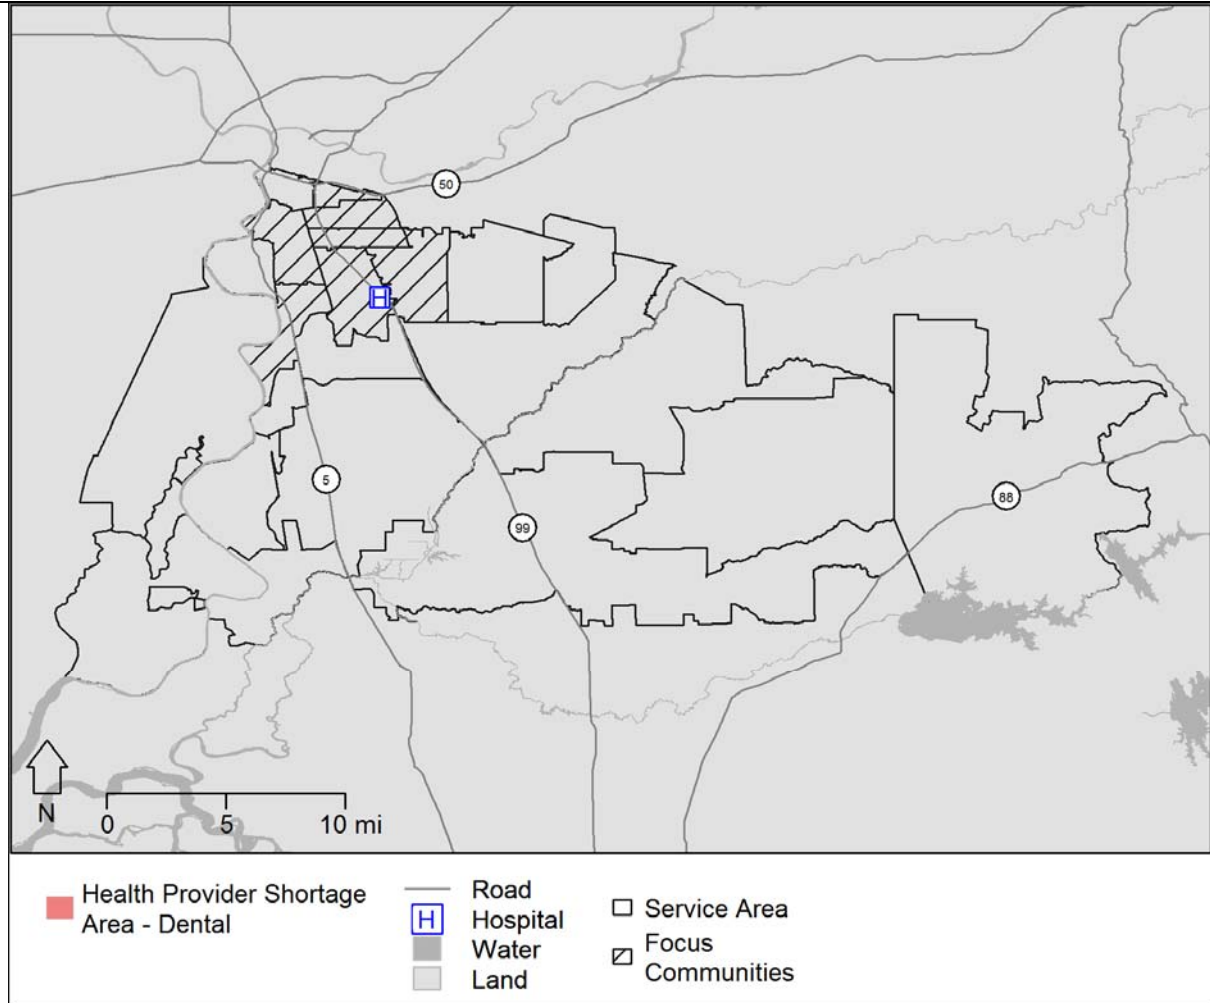 50
5
99
88
N
0 5 10 mi
Health Provider Shortage
Area - Dental
Road
Hospital
Water
Land
Service Area
Focus
Communities
H
H